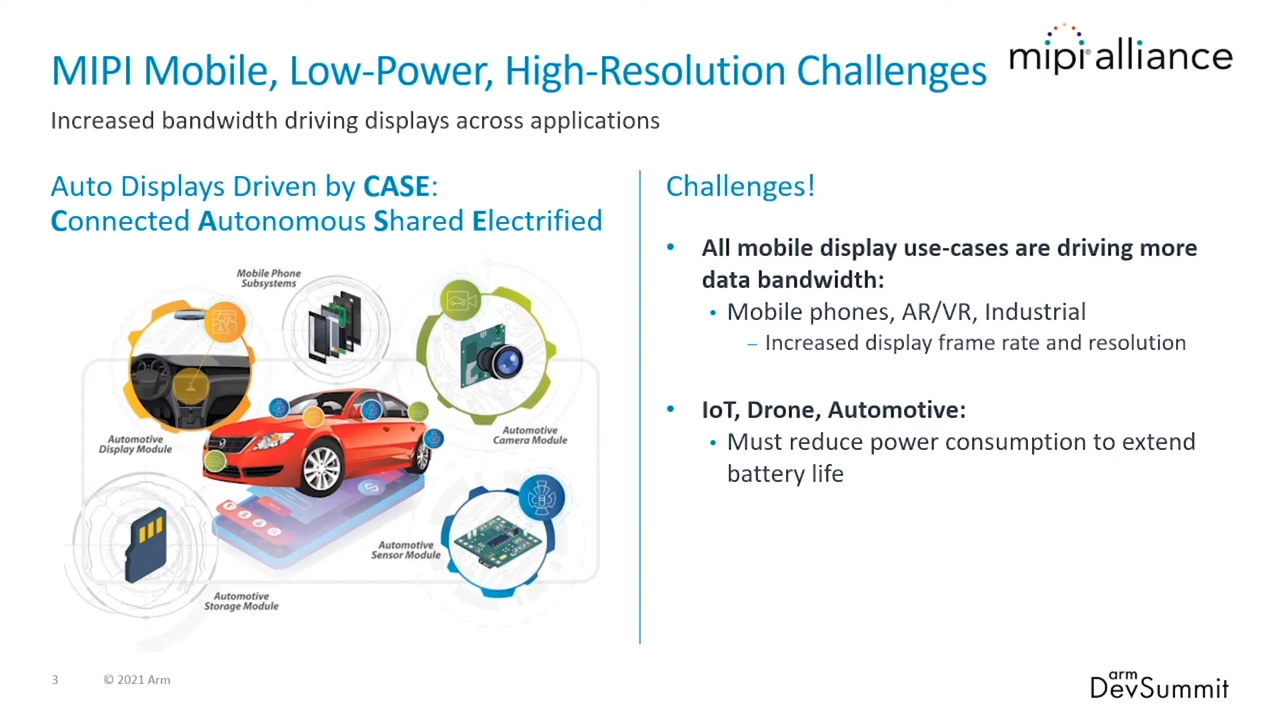 MIPI Mobile, Low-Power, High-Resolution Challenges
mipi® alliance
Increased bandwidth driving displays across applications
Auto Displays Driven by CASE:
Connected Autonomous Shared Electrified
Mobile Phone
Subsystems
Automotive
Display Module
Automotive
Camera Module
Automotive
Sensor Module
Automotive
Storage Module
Challenges!
• All mobile display use-cases are driving more
data bandwidth:
• Mobile phones, AR/VR, Industrial
– Increased display frame rate and resolution
• IoT, Drone, Automotive:
• Must reduce power consumption to extend
battery life
3
© 2021 Arm
arm
DevSummit